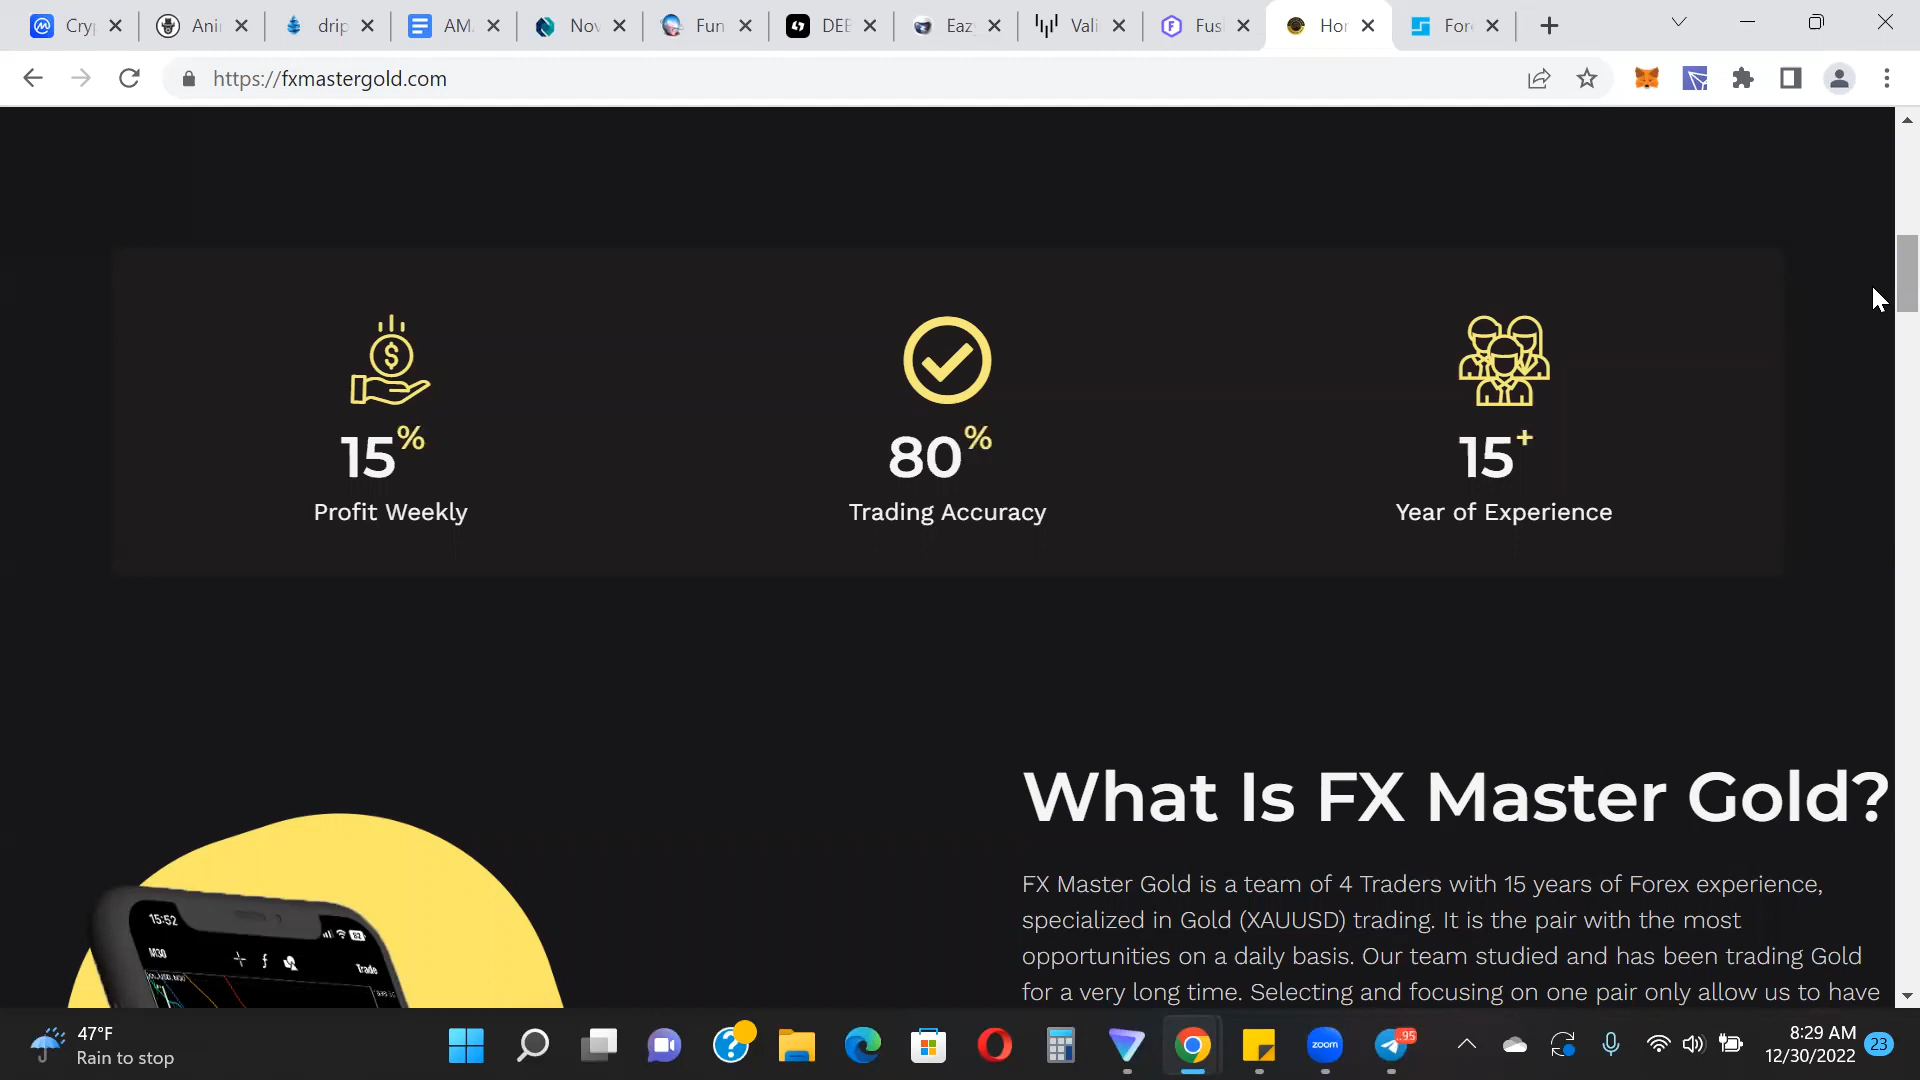 Cry
Ani
drip
AM
Nov
Fun
DEE
Eaz
Vali
Fus
Hor
For
https://fxmastergold.com
15%
Profit Weekly
80%
Trading Accuracy
15+
Year of Experience
What Is FX Master Gold?
FX Master Gold is a team of 4 Traders with 15 years of Forex experience,
specialized in Gold (XAUUSD) trading. It is the pair with the most
opportunities on a daily basis. Our team studied and has been trading Gold
for a very long time. Selecting and focusing on one pair only allow us to have
15:52
82
M30
f
Trade
47°F
Rain to stop
zoom
.95
8:29 AM
12/30/2022
23